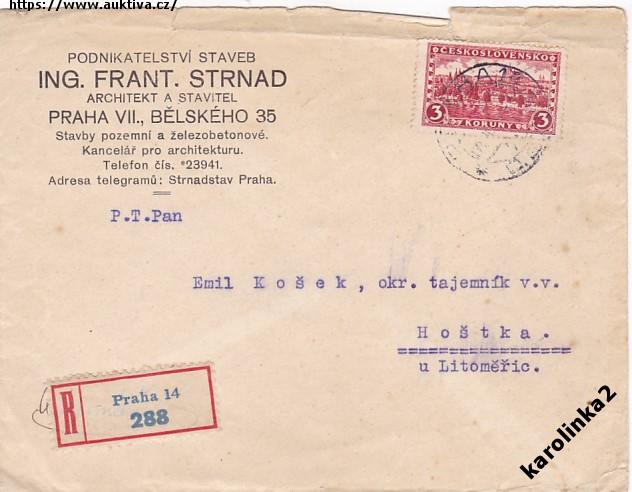 https://www.auktiva.cz/
PODNIKATELSTVÍ STAVEB
ING. FRANT. STRNAD
ARCHITEKT A STAVITEL
PRAHA VII., BĚLSKÉHO 35
Stavby pozemní a železobetonové.
Kancelář pro architekturu.
Telefon čís. *23941.
Adresa telegramů: Strnadstav Praha.
ČESKOSLOVENSKO
3 3
KORUNY
P.T.Pan
Emil Košek, okr. tajemník v.v.
Hoštka.
u Litoměřic.
R
Praha 14
288
karolinka2